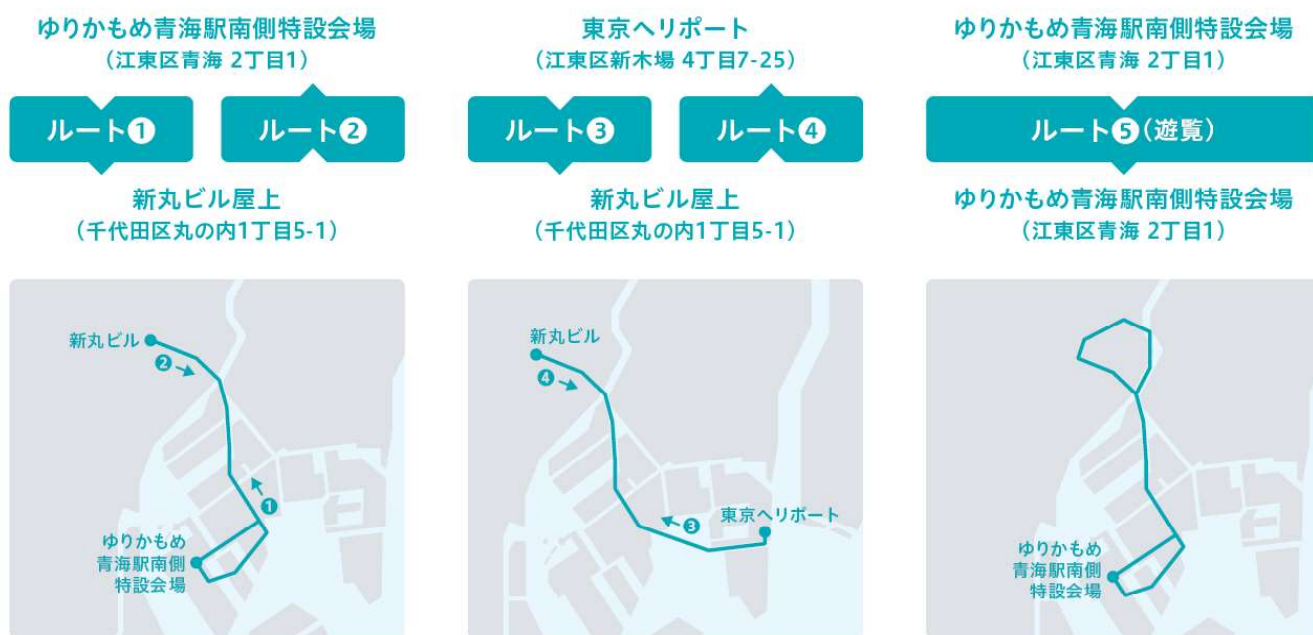 ゆりかもめ青海駅南側特設会場
（江東区青海 2丁目1）
ルート❶
ルート❷
新丸ビル屋上
（千代田区丸の内1丁目5-1）
東京ヘリポート
（江東区新木場 4丁目7-25）
ルート❸
ルート❹
新丸ビル屋上
（千代田区丸の内1丁目5-1）
ゆりかもめ青海駅南側特設会場
（江東区青海 2丁目1）
ルート❺（遊覧）
ゆりかもめ青海駅南側特設会場
（江東区青海 2丁目1）
新丸ビル
❷
❶
ゆりかもめ
青海駅南側
特設会場
新丸ビル
❹
❸
東京ヘリポート
ゆりかもめ
青海駅南側
特設会場